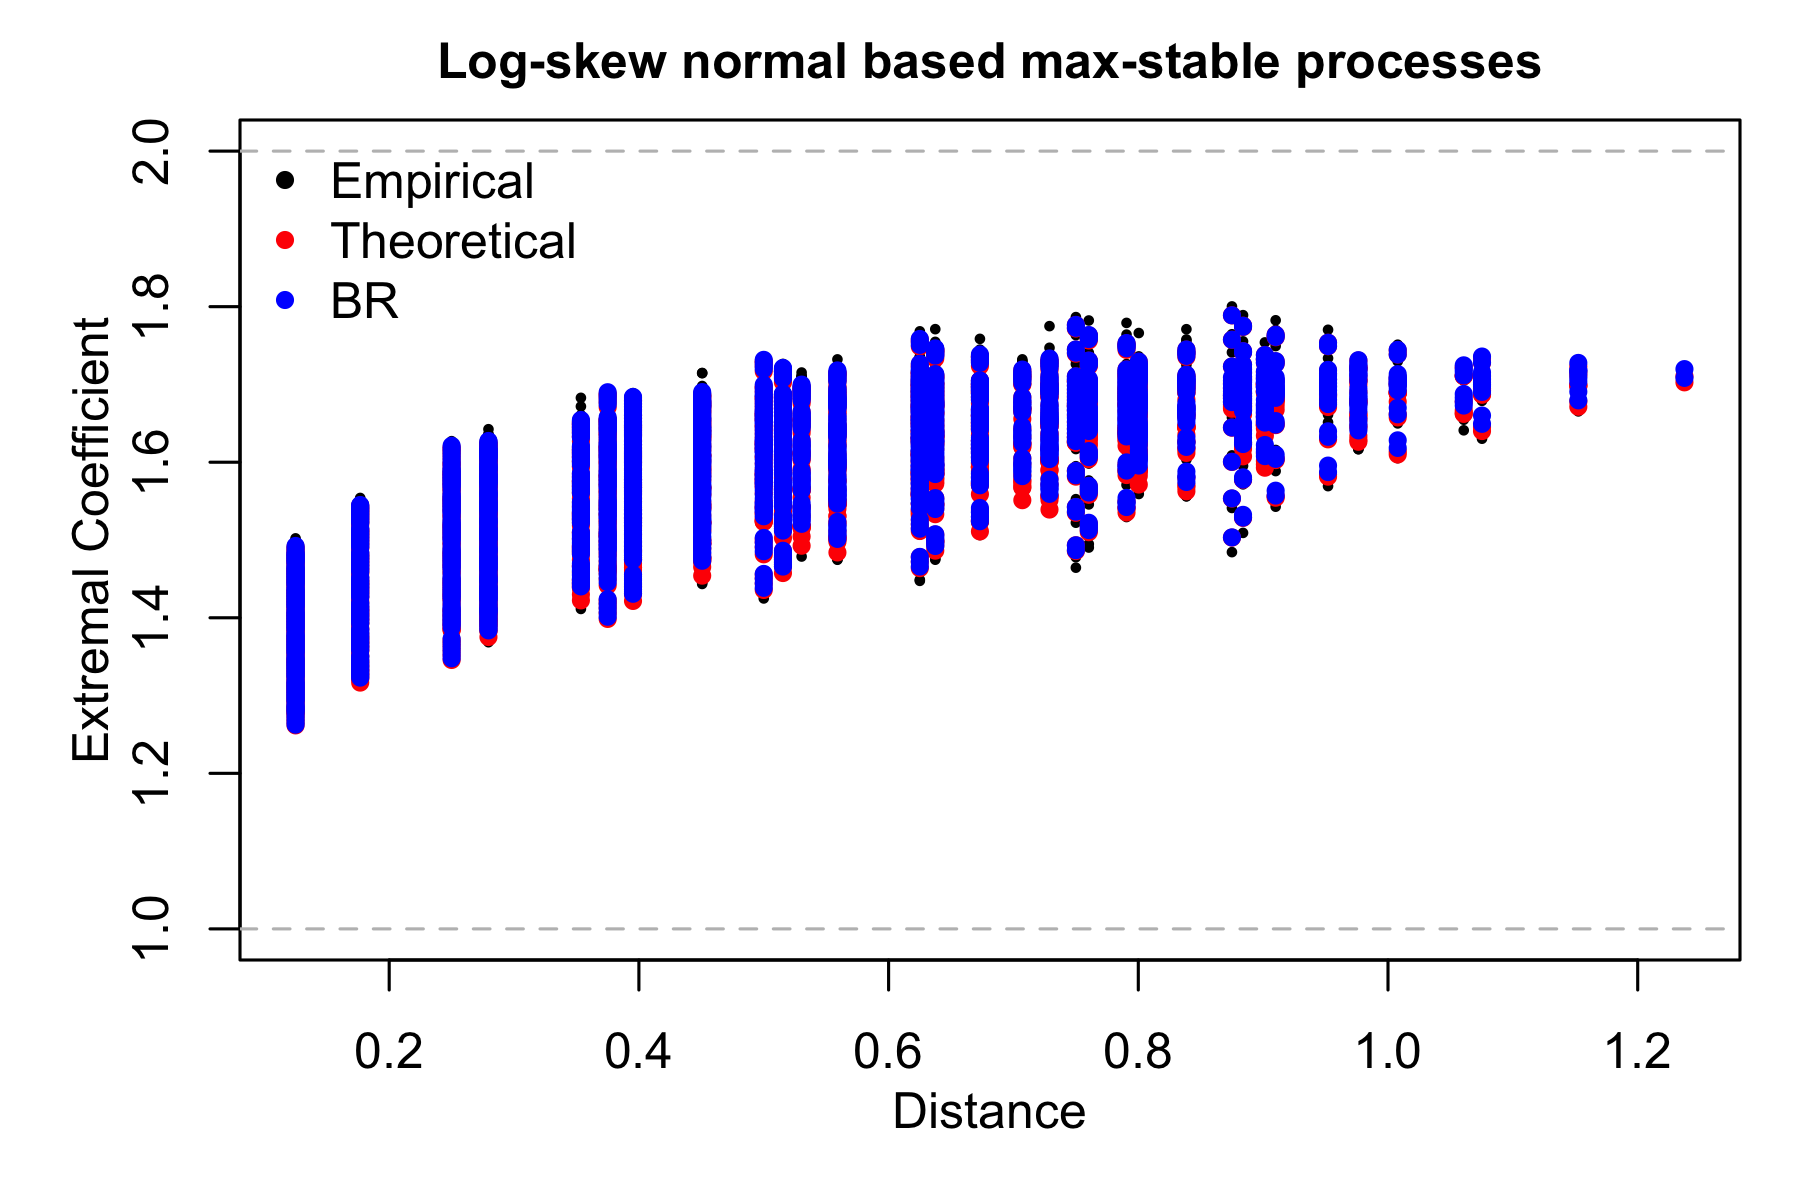 Log-skew normal based max-stable processes
Empirical
Theoretical
BR
Extremal Coefficient
2.0
1.8
1.6
1.4
1.2
1.0
0.2 0.4 0.6 0.8 1.0 1.2
Distance